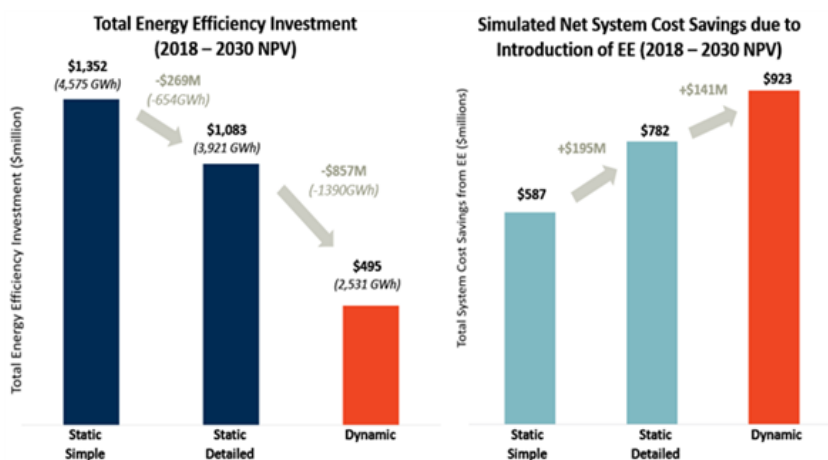 Total Energy Efficiency Investment
(2018 – 2030 NPV)
$1,352
(4,575 GWh)
-$269M
(-654GWh)
$1,083
(3,921 GWh)
-$857M
(-1390GWh)
$495
(2,531 GWh)
Total Energy Efficiency Investment ($million)
Static
Simple
Static
Detailed
Dynamic
Simulated Net System Cost Savings due to
Introduction of EE (2018 – 2030 NPV)
$587
+$195M
$782
+$141M
$923
Total System Cost Savings from EE ($millions)
Static
Simple
Static
Detailed
Dynamic